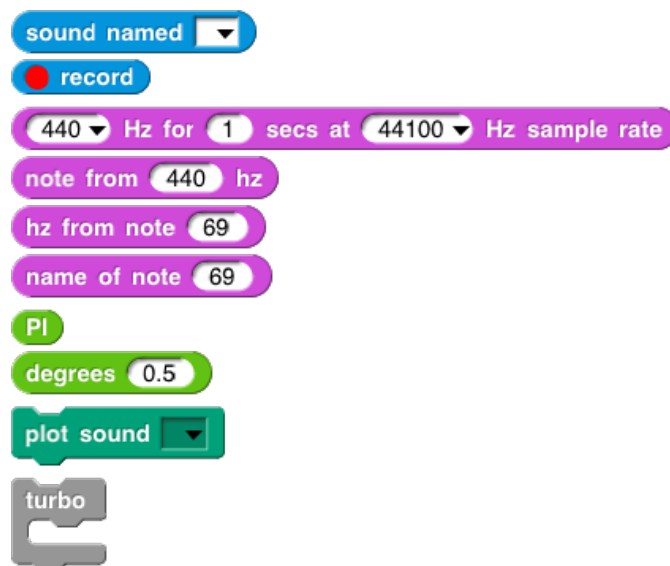 sound named
record
440 Hz for 1 secs at 44100 Hz sample rate
note from 440 hz
hz from note 69
name of note 69
PI
degrees 0.5
plot sound
turbo